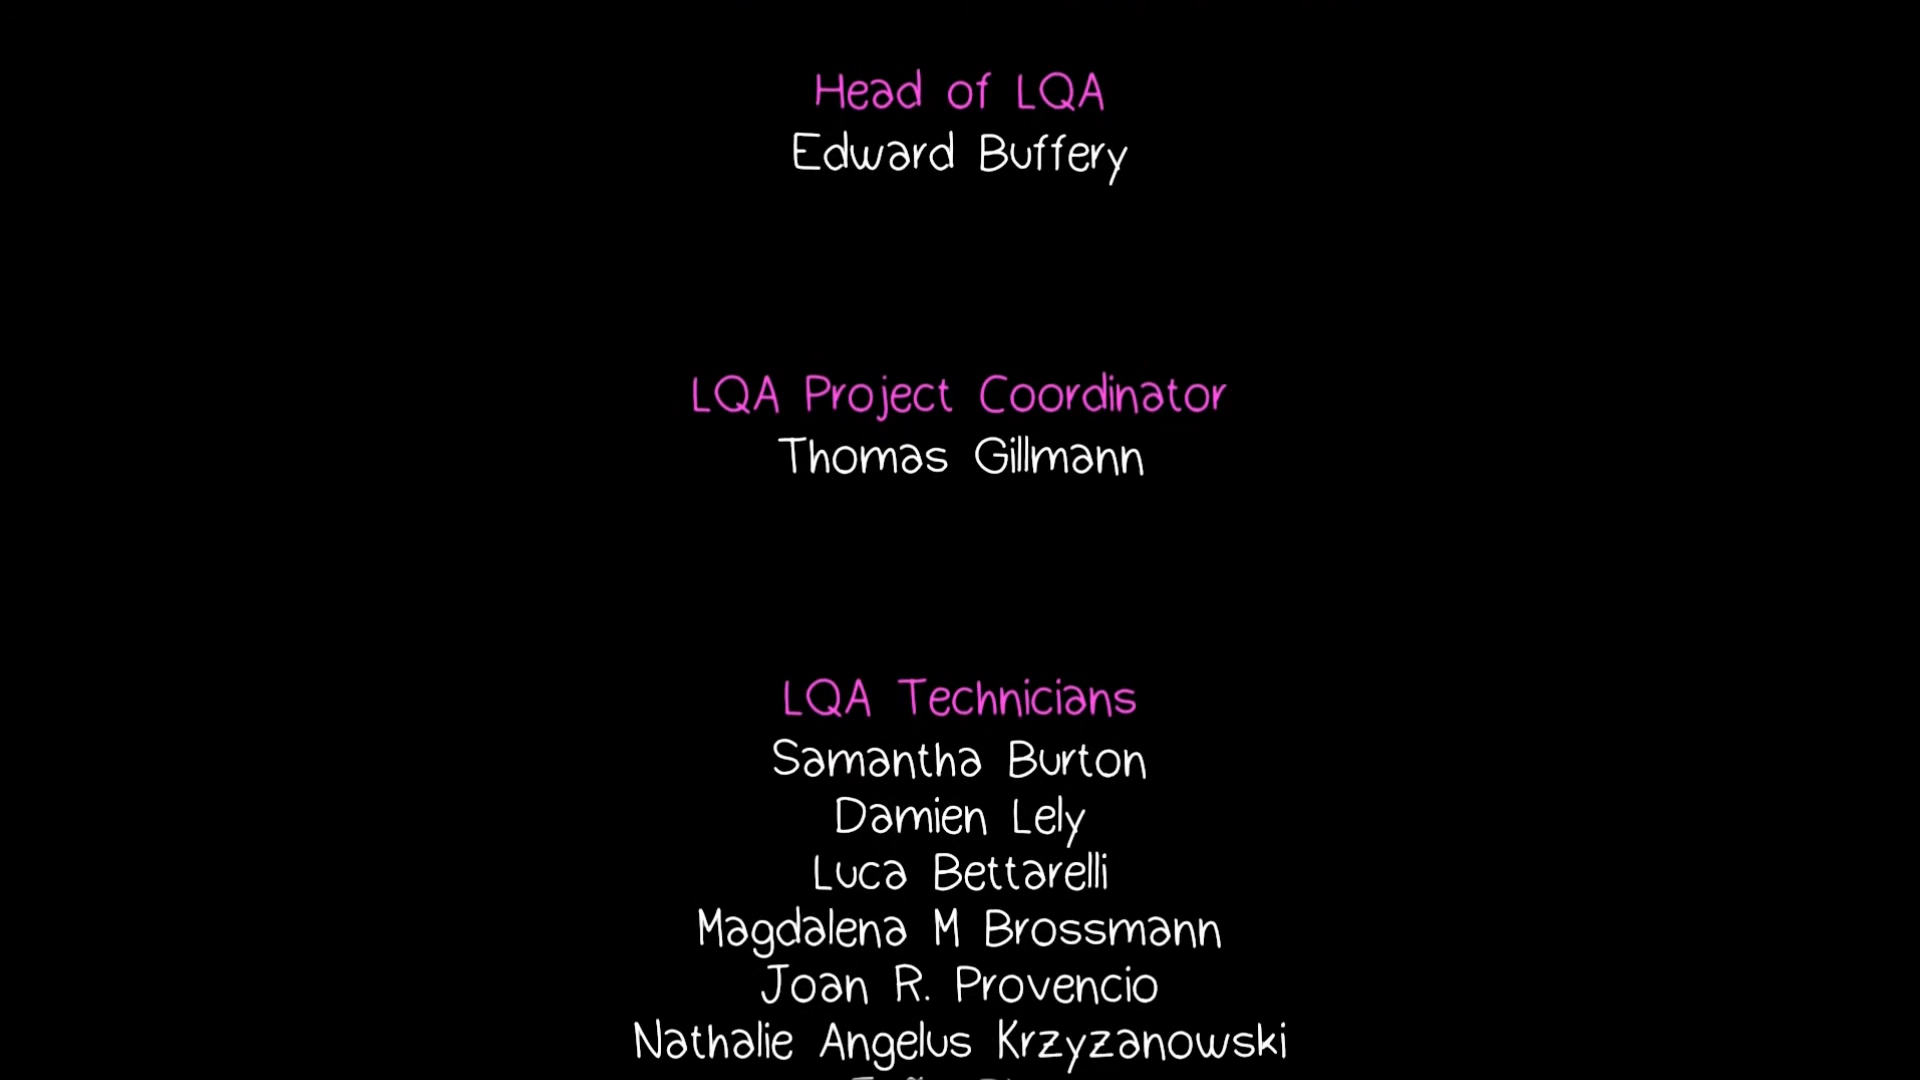 Head of LQA
Edward Buffery
LQA Project Coordinator
Thomas Gillmann
LQA Technicians
Samantha Burton
Damien Lely
Luca Bettarelli
Magdalena M Brossmann
Joan R. Provencio
Nathalie Angelus Krzyzanowski